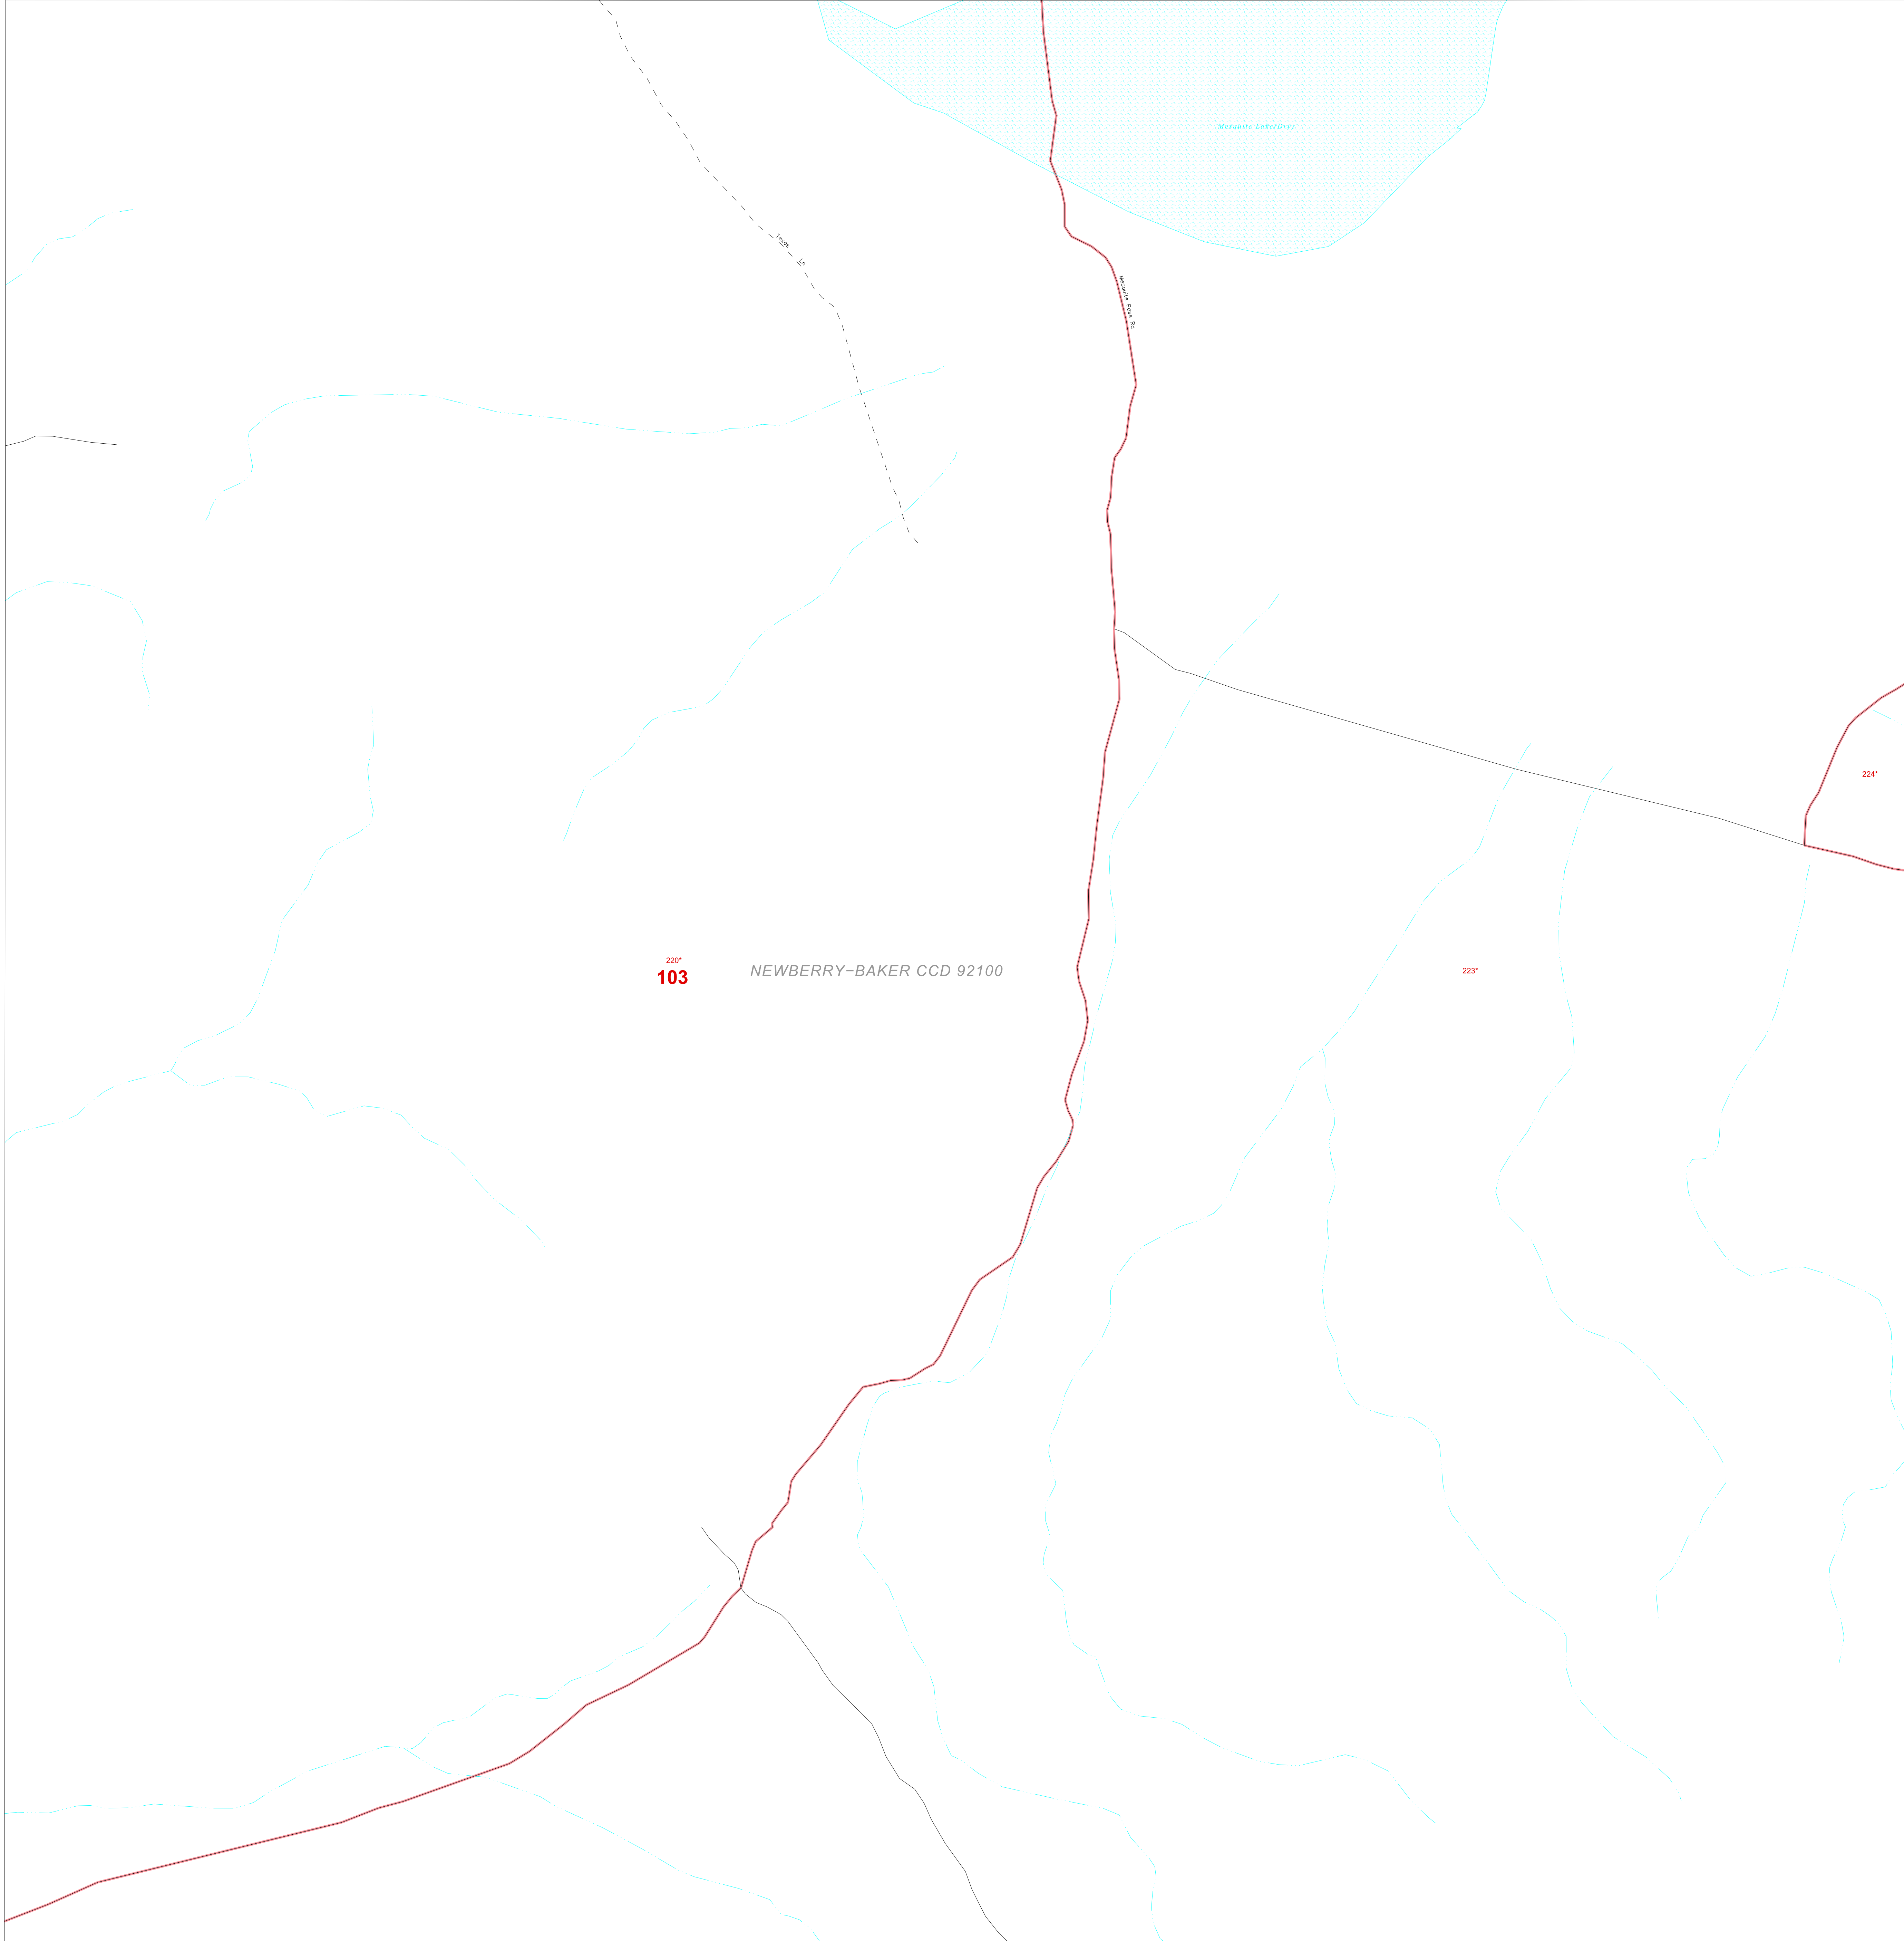 Mesquite Lake(Dry)
Texas Ln
Mesquite Pass Rd
224*
220*
103
NEWBERRY-BAKER CCD 92100
223*